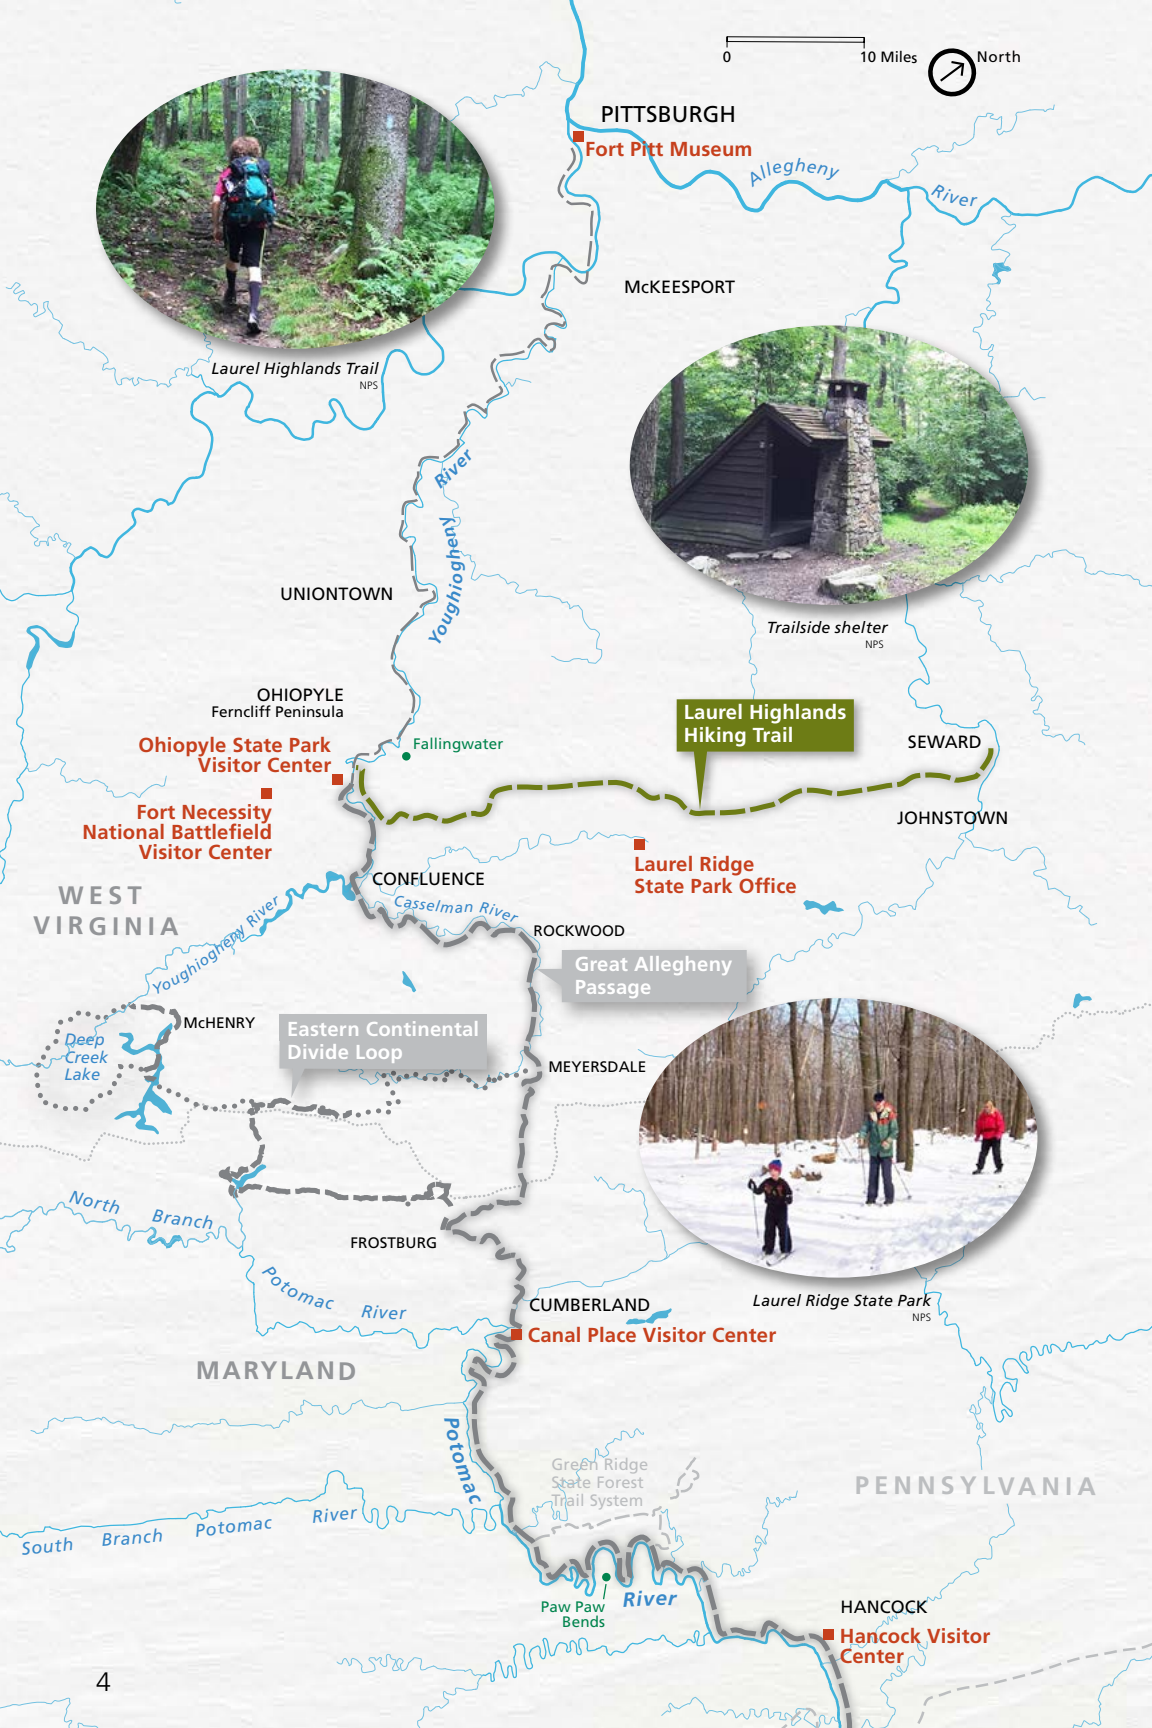 0
10 Miles
North
PITTSBURGH
Fort Pitt Museum
Allegheny
River
McKEESPORT
Laurel Highlands Trail
NPS
River
Youghiogheny
UNIONTOWN
Trailside shelter
NPS
OHIOPYLE
Ferncliff Peninsula
Ohiopyle State Park
Visitor Center
Fallingwater
Laurel Highlands
Hiking Trail
SEWARD
Fort Necessity
National Battlefield
Visitor Center
JOHNSTOWN
Laurel Ridge
State Park Office
WEST
VIRGINIA
CONFLUENCE
Casselman River
Youghiogheny River
ROCKWOOD
Great Allegheny
Passage
McHENRY
Deep
Creek
Lake
Eastern Continental
Divide Loop
MEYERSDALE
North Branch
Potomac River
FROSTBURG
CUMBERLAND
Canal Place Visitor Center
Laurel Ridge State Park
NPS
MARYLAND
Potomac
Green Ridge
State Forest
Trail System
PENNSYLVANIA
South Branch Potomac River
Paw Paw
Bends
River
HANCOCK
Hancock Visitor
Center
4